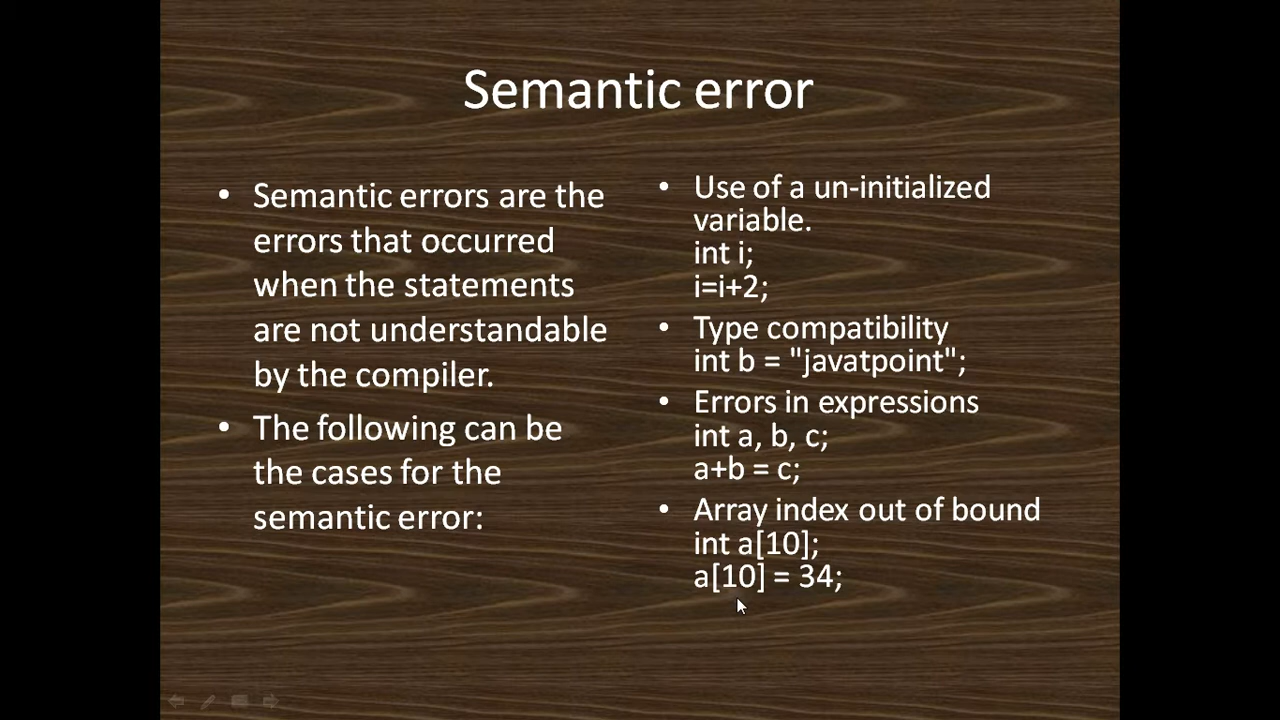 Semantic error
• Semantic errors are the
errors that occurred
when the statements
are not understandable
by the compiler.
• The following can be
the cases for the
semantic error:
• Use of a un-initialized
variable.
int i;
i=i+2;
• Type compatibility
int b = "javatpoint";
• Errors in expressions
int a, b, c;
a+b = c;
• Array index out of bound
int a[10];
a[10] = 34;